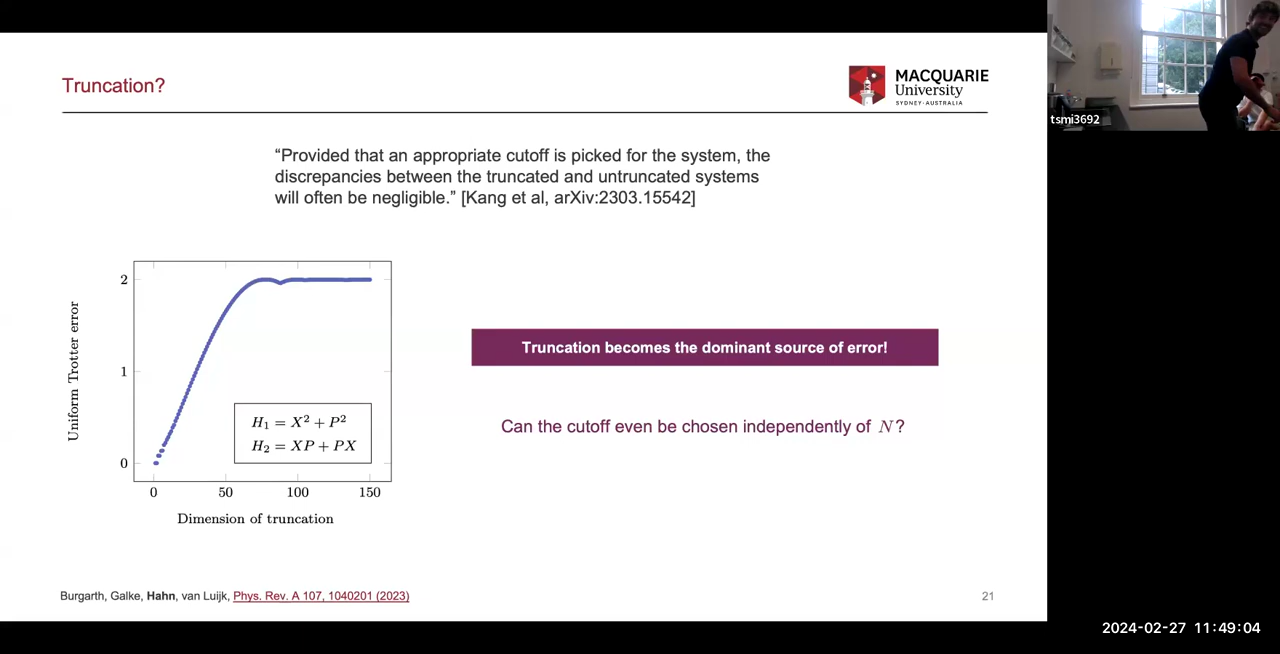 Truncation?
MACQUARIE
University
SYDNEY·AUSTRALIA
tsmi3692
“Provided that an appropriate cutoff is picked for the system, the
discrepancies between the truncated and untruncated systems
will often be negligible.” [Kang et al, arXiv:2303.15542]
Uniform Trotter error
2
1
0
H₁ = X² + P²
H₂ = XP + PX
0 50 100 150
Dimension of truncation
Truncation becomes the dominant source of error!
Can the cutoff even be chosen independently of N?
Burgarth, Galke, Hahn, van Luijk, Phys. Rev. A 107, 1040201 (2023)
21
2024-02-27 11:49:04